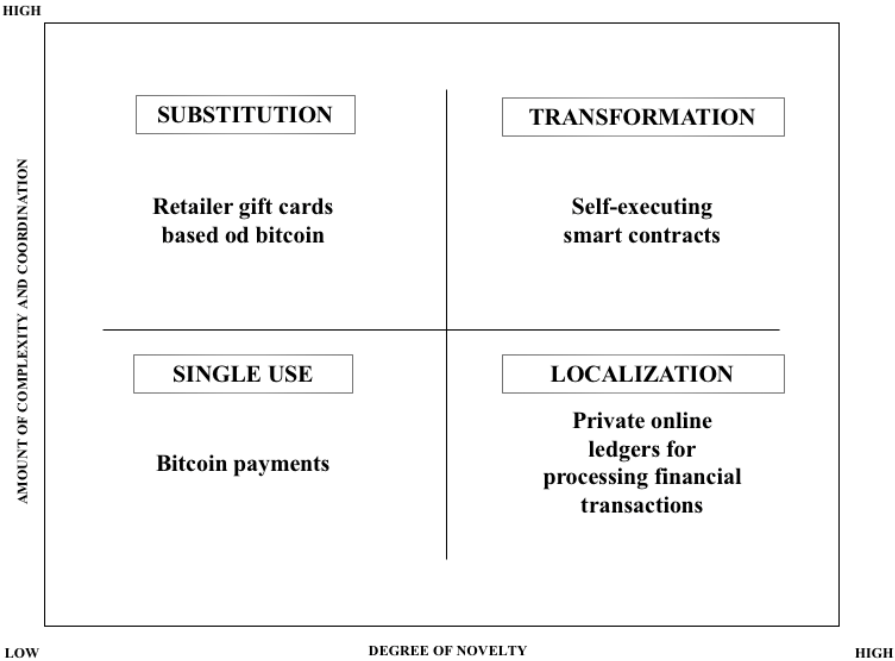 HIGH
SUBSTITUTION
TRANSFORMATION
Retailer gift cards
based od bitcoin
Self-executing
smart contracts
AMOUNT OF COMPLEXITY AND COORDINATION
SINGLE USE
LOCALIZATION
Bitcoin payments
Private online
ledgers for
processing financial
transactions
LOW
DEGREE OF NOVELTY
HIGH